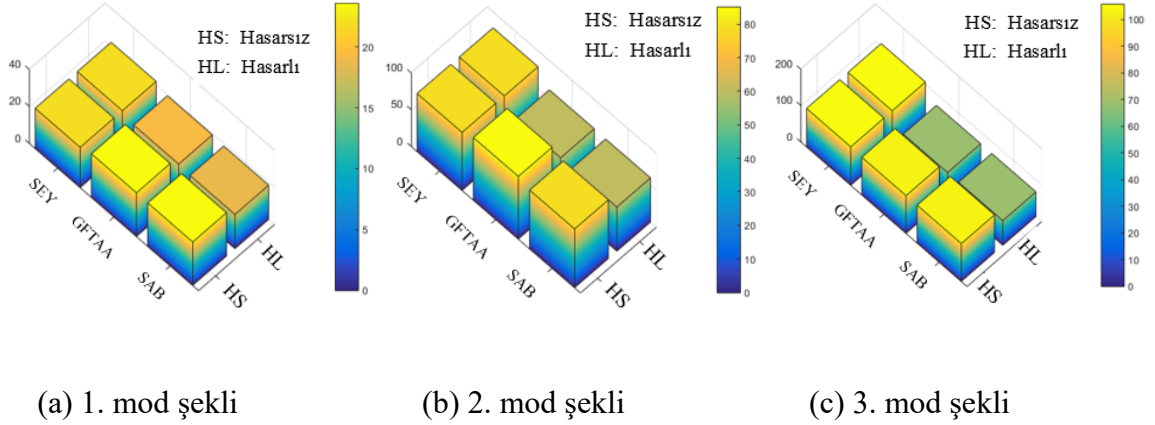 HS: Hasarsız
HL: Hasarlı
40
20
0
SEY
GFTAA
SAB
HS
HL
20
15
10
5
0
HS: Hasarsız
HL: Hasarlı
100
50
0
SEY
GFTAA
SAB
HS
HL
80
70
60
50
40
30
20
10
0
HS: Hasarsız
HL: Hasarlı
200
100
0
SEY
GFTAA
SAB
HS
HL
100
90
80
70
60
50
40
30
20
10
0
(a) 1. mod şekli
(b) 2. mod şekli
(c) 3. mod şekli